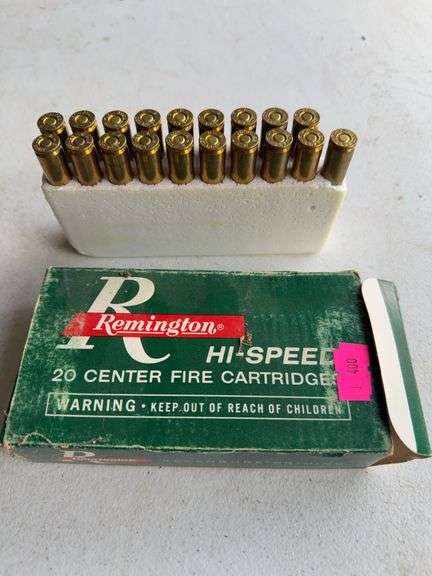 R
Remington®
HI-SPEED
20 CENTER FIRE CARTRIDGES
WARNING • KEEP OUT OF REACH OF CHILDREN
400